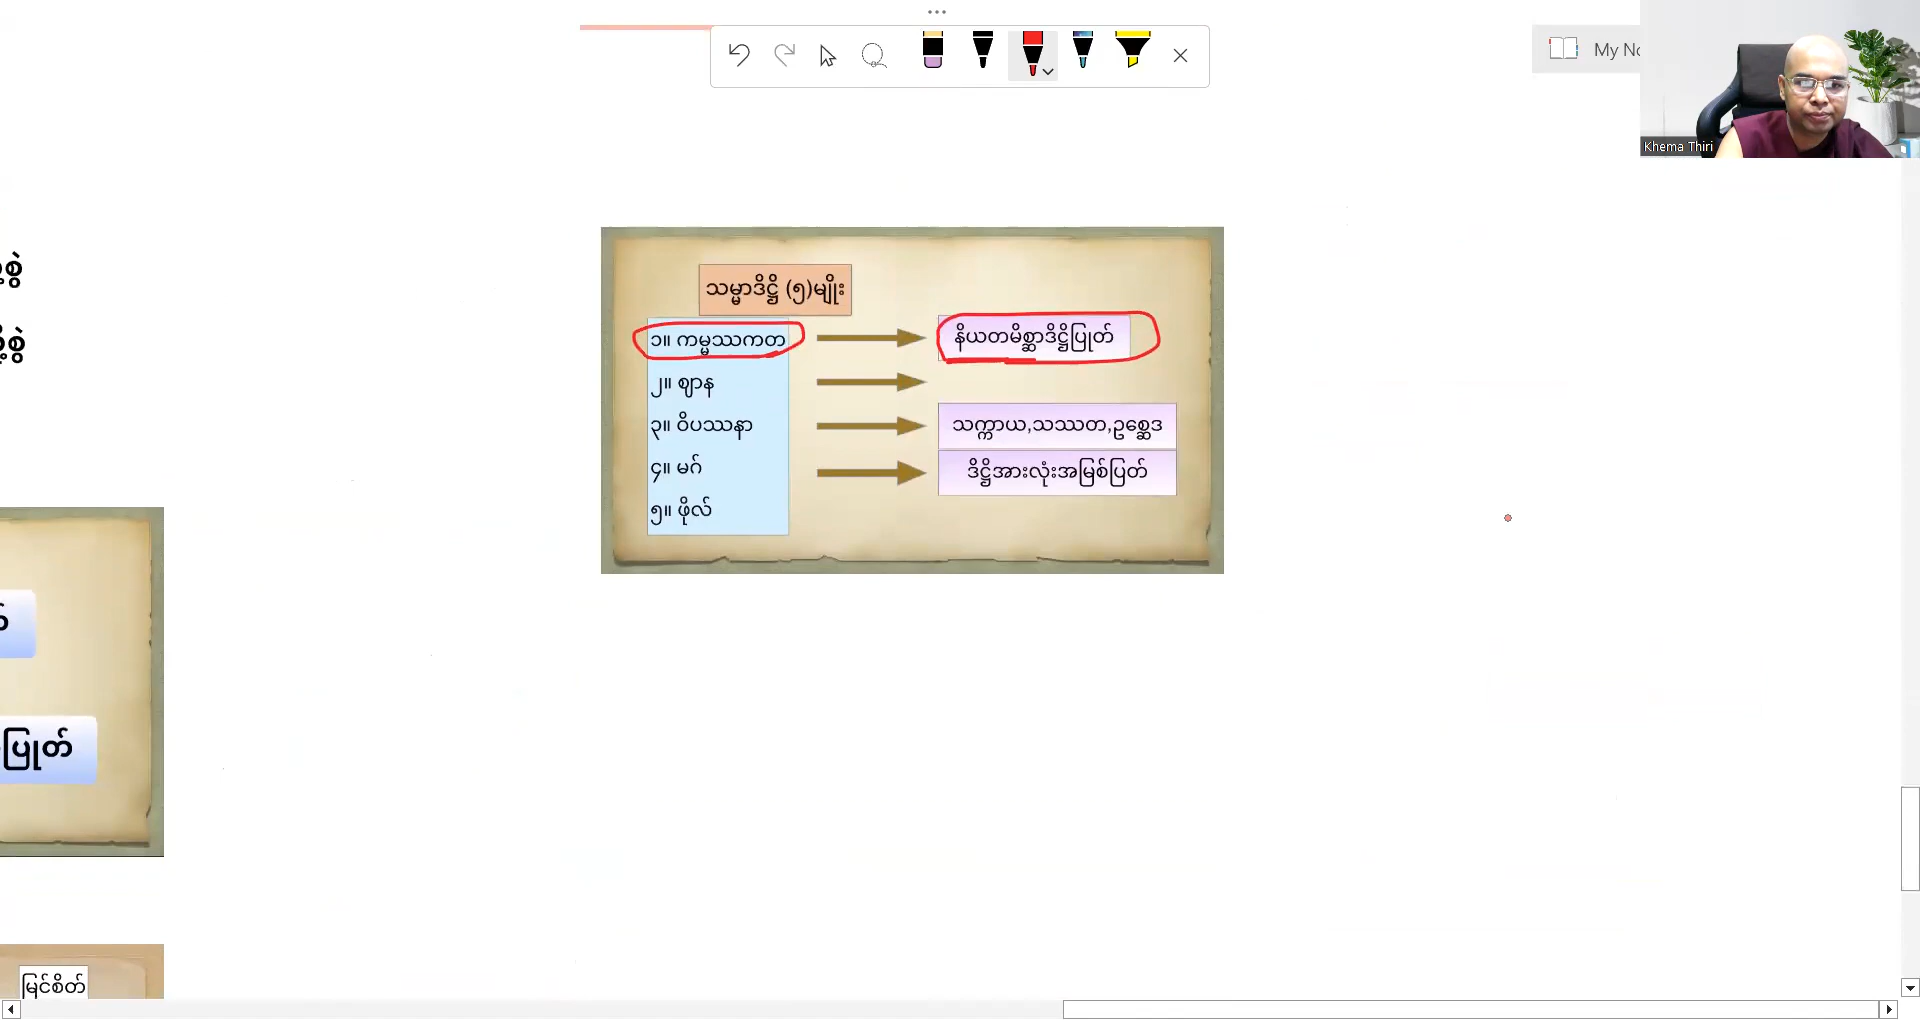 My
Khema Thiri
သမ္မာဒိဋ္ဌိ (၅)မျိုး
၁။ ကမ္မဿကတ
နိယတမိစ္ဆာဒိဋ္ဌိပြုတ်
၂။ ဈာန
၃။ ဝိပဿနာ
သက္ကာယ,သဿတ,ဥစ္ဆေဒ
၄။ မဂ်
ဒိဋ္ဌိအားလုံးအမြစ်ပြတ်
၅။ ဖိုလ်
ပြုတ်
မြင်စိတ်